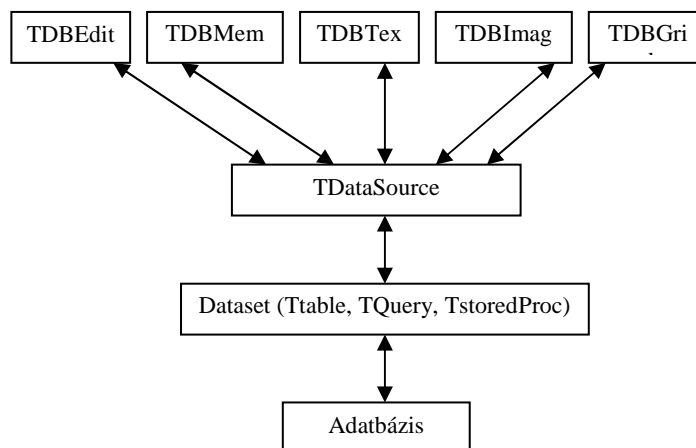 TDBEdit
TDBMem
TDBTex
TDBImag
TDBGri
TDataSource
Dataset (Ttable, TQuery, TstoredProc)
Adatbázis